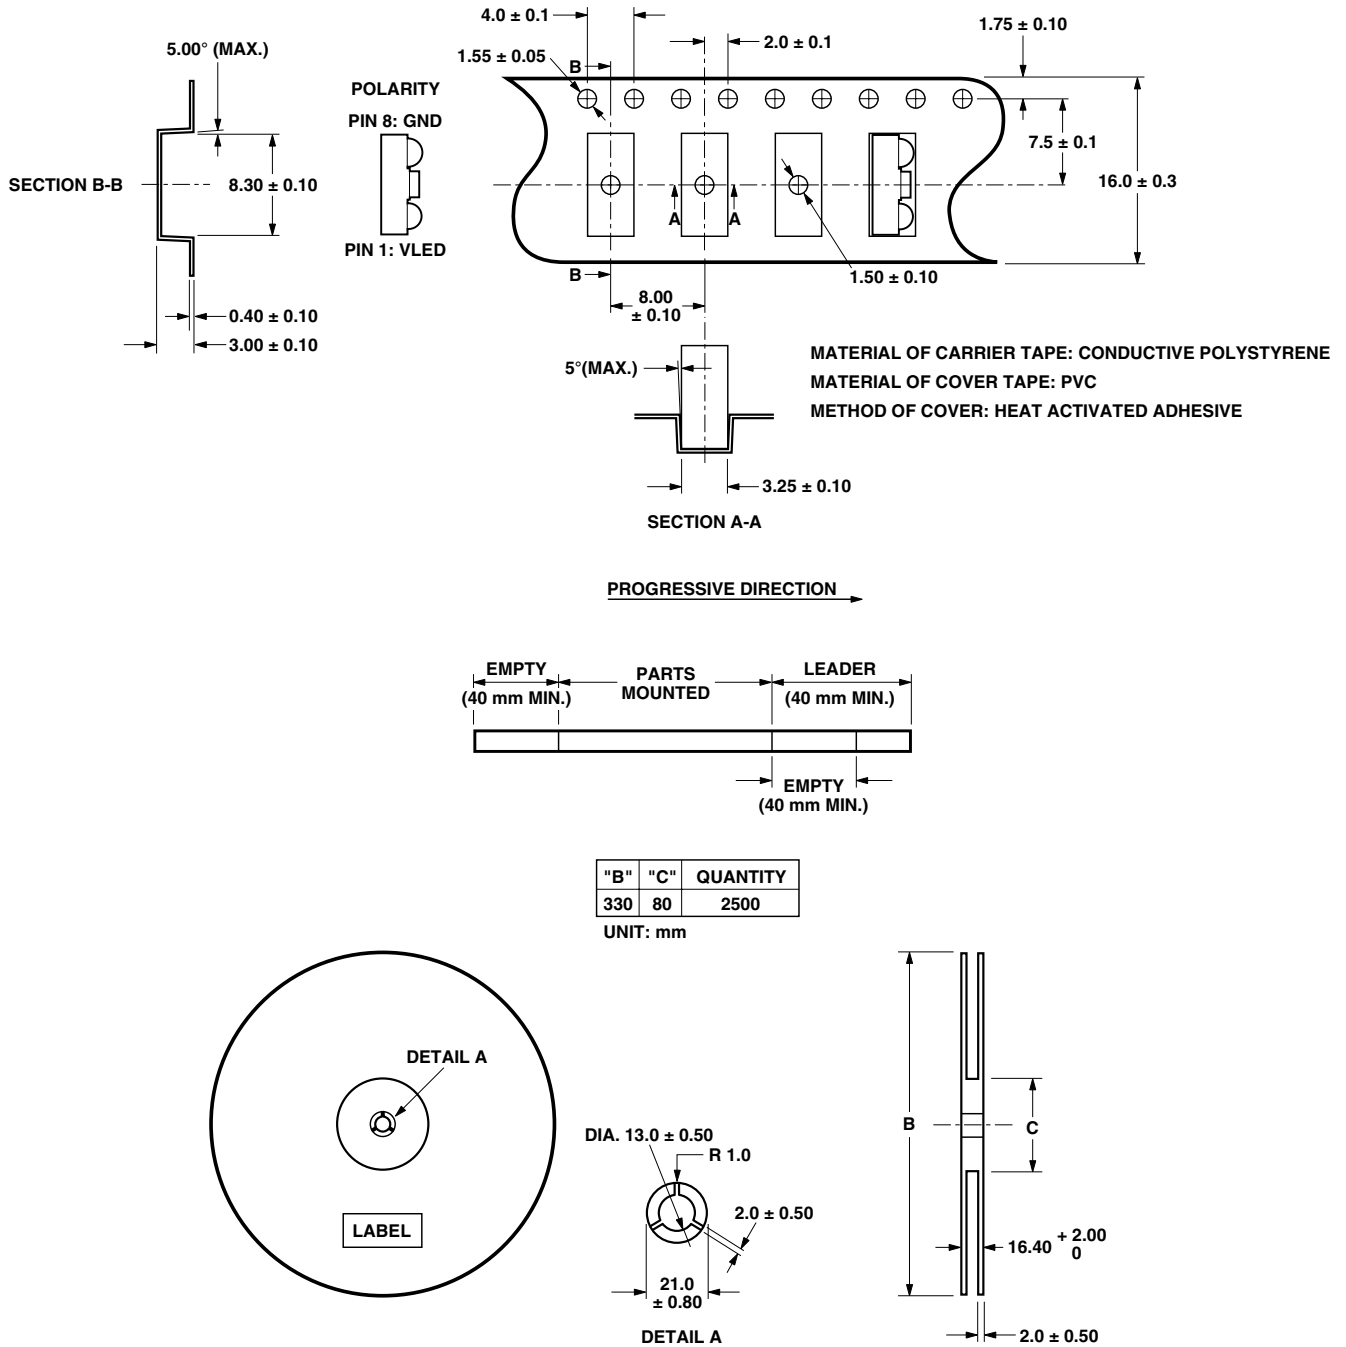 4.0 ± 0.1
1.75 ± 0.10
5.00° (MAX.)
1.55 ± 0.05
B
2.0 ± 0.1
POLARITY
PIN 8: GND
7.5 ± 0.1
SECTION B-B
8.30 ± 0.10
16.0 ± 0.3
A
A
PIN 1: VLED
B
1.50 ± 0.10
8.00
± 0.10
0.40 ± 0.10
3.00 ± 0.10
5°(MAX.)
MATERIAL OF CARRIER TAPE: CONDUCTIVE POLYSTYRENE
MATERIAL OF COVER TAPE: PVC
METHOD OF COVER: HEAT ACTIVATED ADHESIVE
3.25 ± 0.10
SECTION A-A
PROGRESSIVE DIRECTION
EMPTY
(40 mm MIN.)
PARTS
MOUNTED
LEADER
(40 mm MIN.)
EMPTY
(40 mm MIN.)
"B" "C" QUANTITY
330 80 2500
UNIT: mm
DETAIL A
LABEL
DIA. 13.0 ± 0.50
R 1.0
2.0 ± 0.50
21.0
± 0.80
DETAIL A
B
C
16.40 + 2.00
0
2.0 ± 0.50